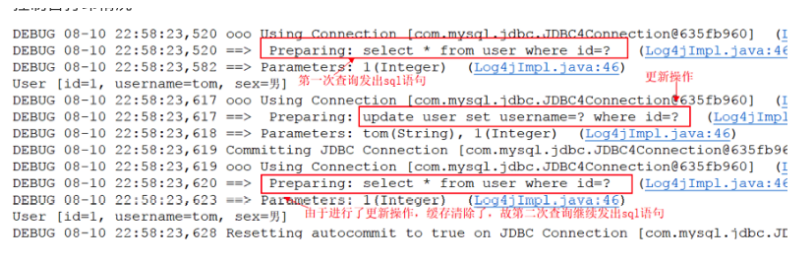 DEBUG 08-10 22:58:23,520 ooo Using Connection [com.mysql.jdbc.JDBC4Connection@635fb960]  (L
DEBUG 08-10 22:58:23,520 ==>  Preparing: select * from user where id=?  (Log4jImpl.java:46
DEBUG 08-10 22:58:23,582 ==> Parameters: 1(Integer)  (Log4jImpl.java:46)
User [id=1, username=tom, sex=男]
第一次查询发出sql语句
更新操作
DEBUG 08-10 22:58:23,617 ooo Using Connection [com.mysql.jdbc.JDBC4Connection@635fb960]  (L
DEBUG 08-10 22:58:23,617 ==>  Preparing: update user set username=? where id=?  (Log4jImpl
DEBUG 08-10 22:58:23,618 ==> Parameters: tom(String), 1(Integer)  (Log4jImpl.java:46)
DEBUG 08-10 22:58:23,619 Committing JDBC Connection [com.mysql.jdbc.JDBC4Connection@635fb96
DEBUG 08-10 22:58:23,619 ooo Using Connection [com.mysql.jdbc.JDBC4Connection@635fb960]  (L
DEBUG 08-10 22:58:23,620 ==>  Preparing: select * from user where id=?  (Log4jImpl.java:46
DEBUG 08-10 22:58:23,623 ==> Parameters: 1(Integer)  (Log4jImpl.java:46)
User [id=1, username=tom, sex=男]
由于进行了更新操作，缓存清除了，故第二次查询继续发出sql语句
DEBUG 08-10 22:58:23,628 Resetting autocommit to true on JDBC Connection [com.mysql.jdbc.JD